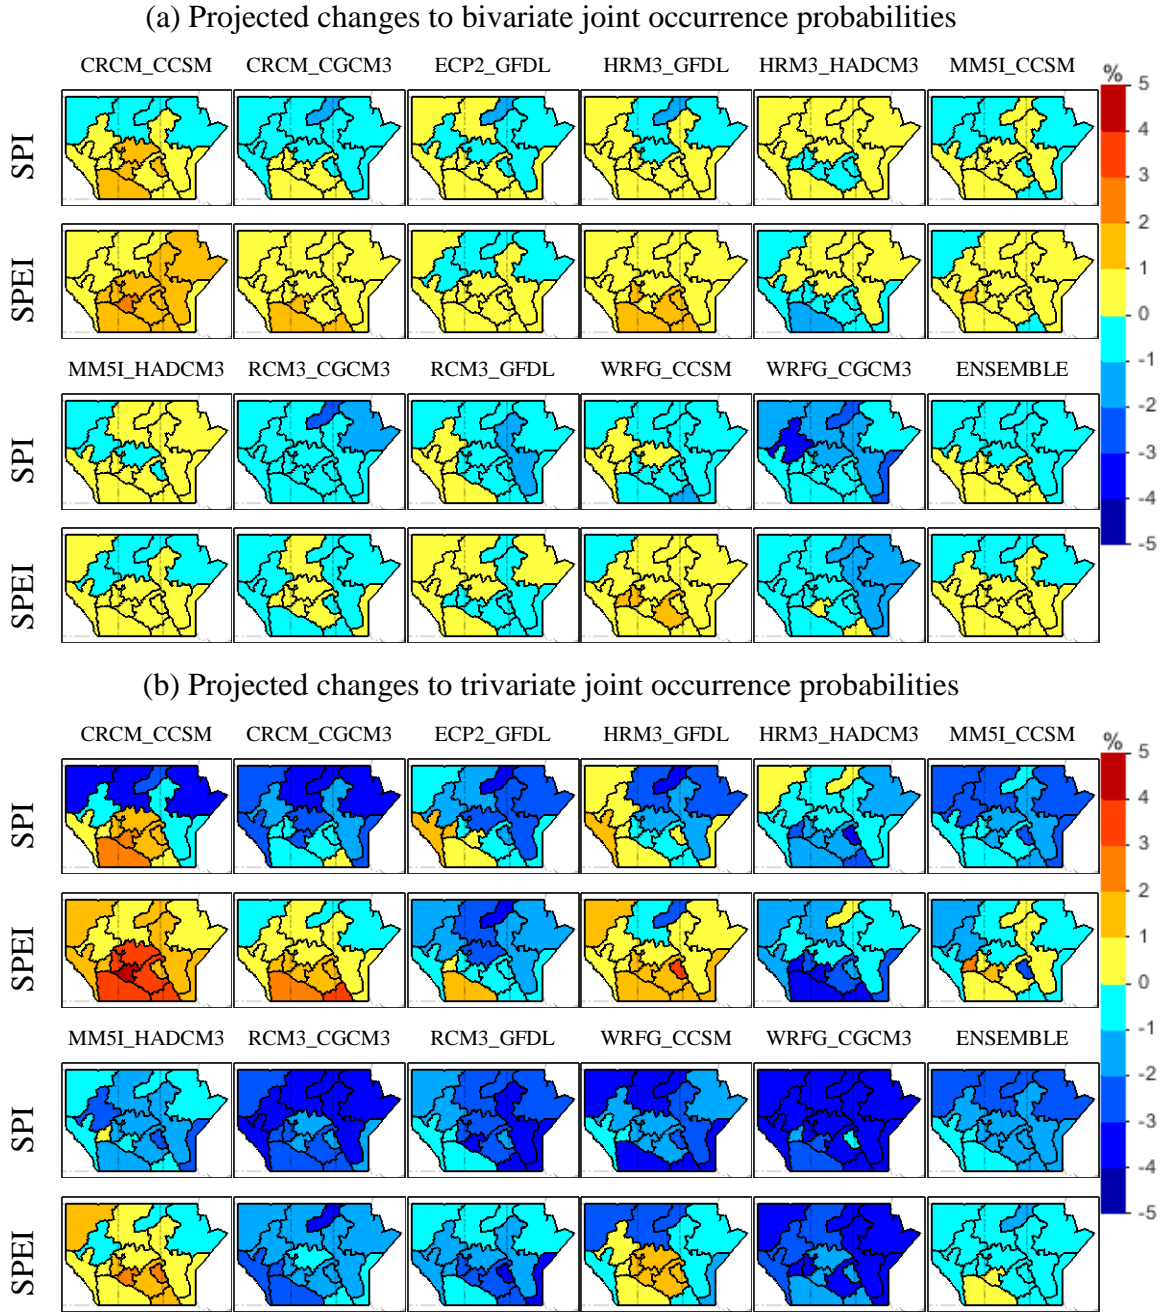 (a) Projected changes to bivariate joint occurrence probabilities
CRCM_CCSM CRCM_CGCM3 ECP2_GFDL HRM3_GFDL HRM3_HADCM3 MM5I_CCSM
SPI
SPEI
MM5I_HADCM3 RCM3_CGCM3 RCM3_GFDL WRFG_CCSM WRFG_CGCM3 ENSEMBLE
SPI
SPEI
%
5
4
3
2
1
0
-1
-2
-3
-4
-5
(b) Projected changes to trivariate joint occurrence probabilities
CRCM_CCSM CRCM_CGCM3 ECP2_GFDL HRM3_GFDL HRM3_HADCM3 MM5I_CCSM
SPI
SPEI
MM5I_HADCM3 RCM3_CGCM3 RCM3_GFDL WRFG_CCSM WRFG_CGCM3 ENSEMBLE
SPI
SPEI
%
5
4
3
2
1
0
-1
-2
-3
-4
-5